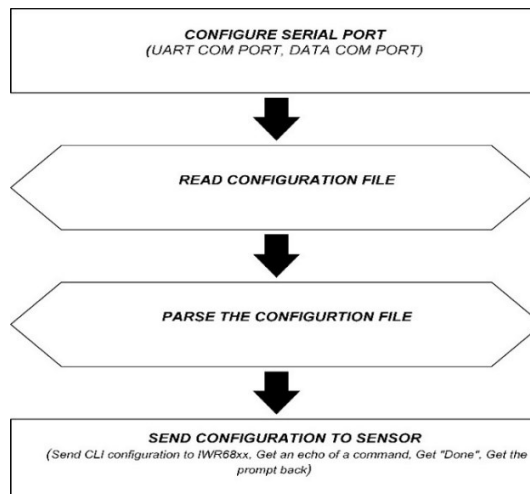 CONFIGURE SERIAL PORT
(UART COM PORT, DATA COM PORT)
READ CONFIGURATION FILE
PARSE THE CONFIGURTION FILE
SEND CONFIGURATION TO SENSOR
(Send CLI configuration to IWR68xx, Get an echo of a command, Get "Done", Get the
prompt back)